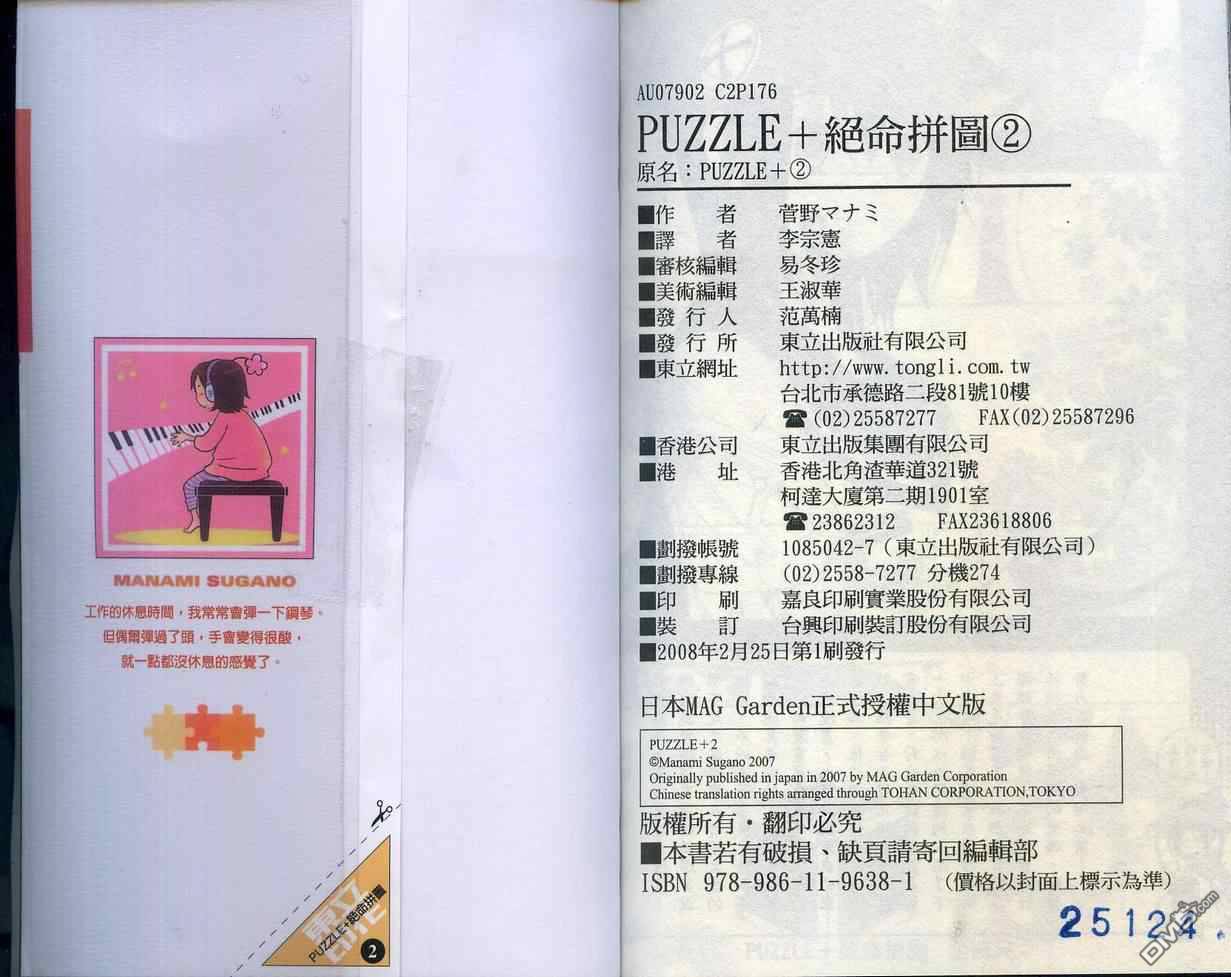 MANAMI SUGANO
工作的休息時間，我常常會彈一下鋼琴。
但偶爾彈過了頭，手會變得很酸，
就一點都沒休息的感覺了。
東立
PUZZLE+絕命拼圖
2
AU07902 C2P176
PUZZLE＋絕命拼圖②
原名：PUZZLE＋②
■作　者　菅野マナミ
■譯　者　李宗憲
■審核編輯　易冬珍
■美術編輯　王淑華
■發 行 人　范萬楠
■發 行 所　東立出版社有限公司
■東立網址　http://www.tongli.com.tw
台北市承德路二段81號10樓
☎(02)25587277　FAX(02)25587296
■香港公司　東立出版集團有限公司
■港　址　香港北角渣華道321號
柯達大廈第二期1901室
☎23862312　FAX23618806
■劃撥帳號　1085042-7（東立出版社有限公司）
■劃撥專線　(02)2558-7277 分機274
■印　刷　嘉良印刷實業股份有限公司
■裝　訂　台興印刷裝訂股份有限公司
■2008年2月25日第1刷發行
日本MAG Garden正式授權中文版
PUZZLE＋2
©Manami Sugano 2007
Originally published in japan in 2007 by MAG Garden Corporation
Chinese translation rights arranged through TOHAN CORPORATION,TOKYO
版權所有・翻印必究
■本書若有破損、缺頁請寄回編輯部
ISBN 978-986-11-9638-1　（價格以封面上標示為準）
25124
DM5.com